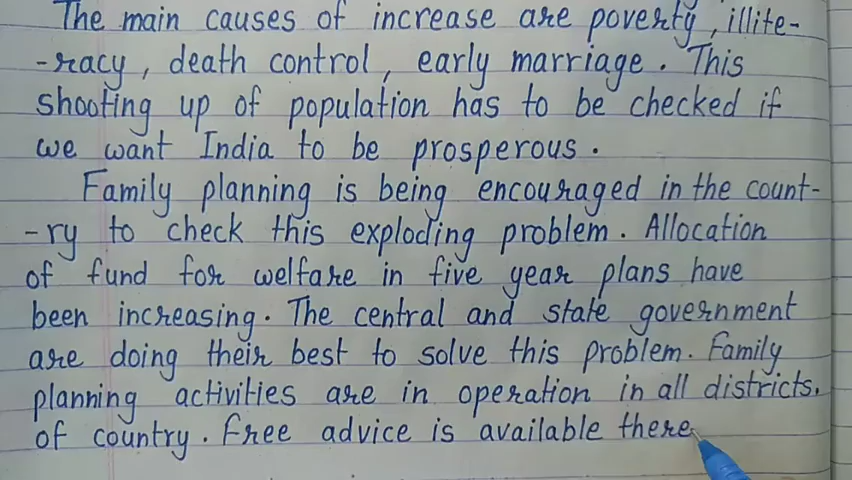 The main causes of increase are poverty, illite-
-racy, death control, early marriage. This
shooting up of population has to be checked if
we want India to be prosperous.
Family planning is being encouraged in the count-
-ry to check this exploding problem. Allocation
of fund for welfare in five year plans have
been increasing. The central and state government
are doing their best to solve this problem. Family
planning activities are in operation in all districts.
of country. Free advice is available there